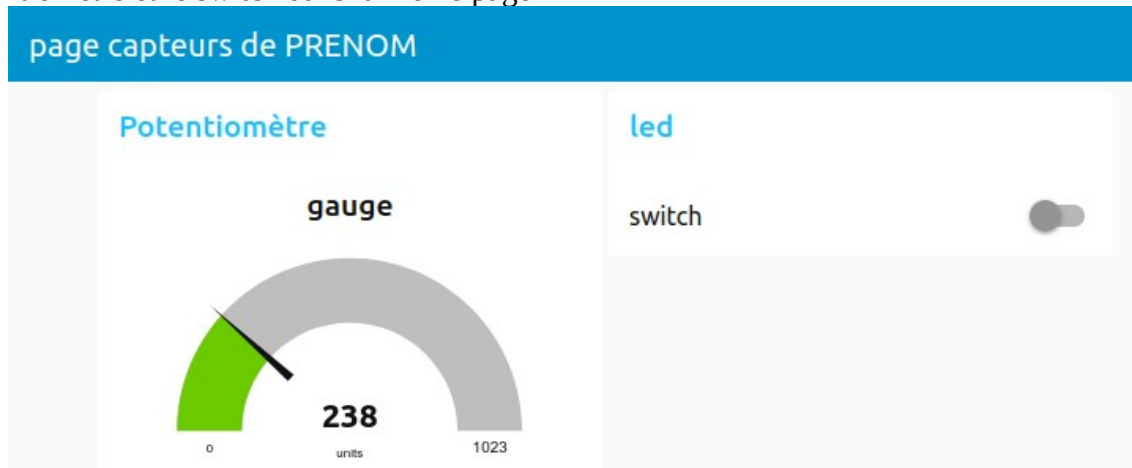 page capteurs de PRENOM
Potentiomètre
gauge
238
0
units
1023
led
switch